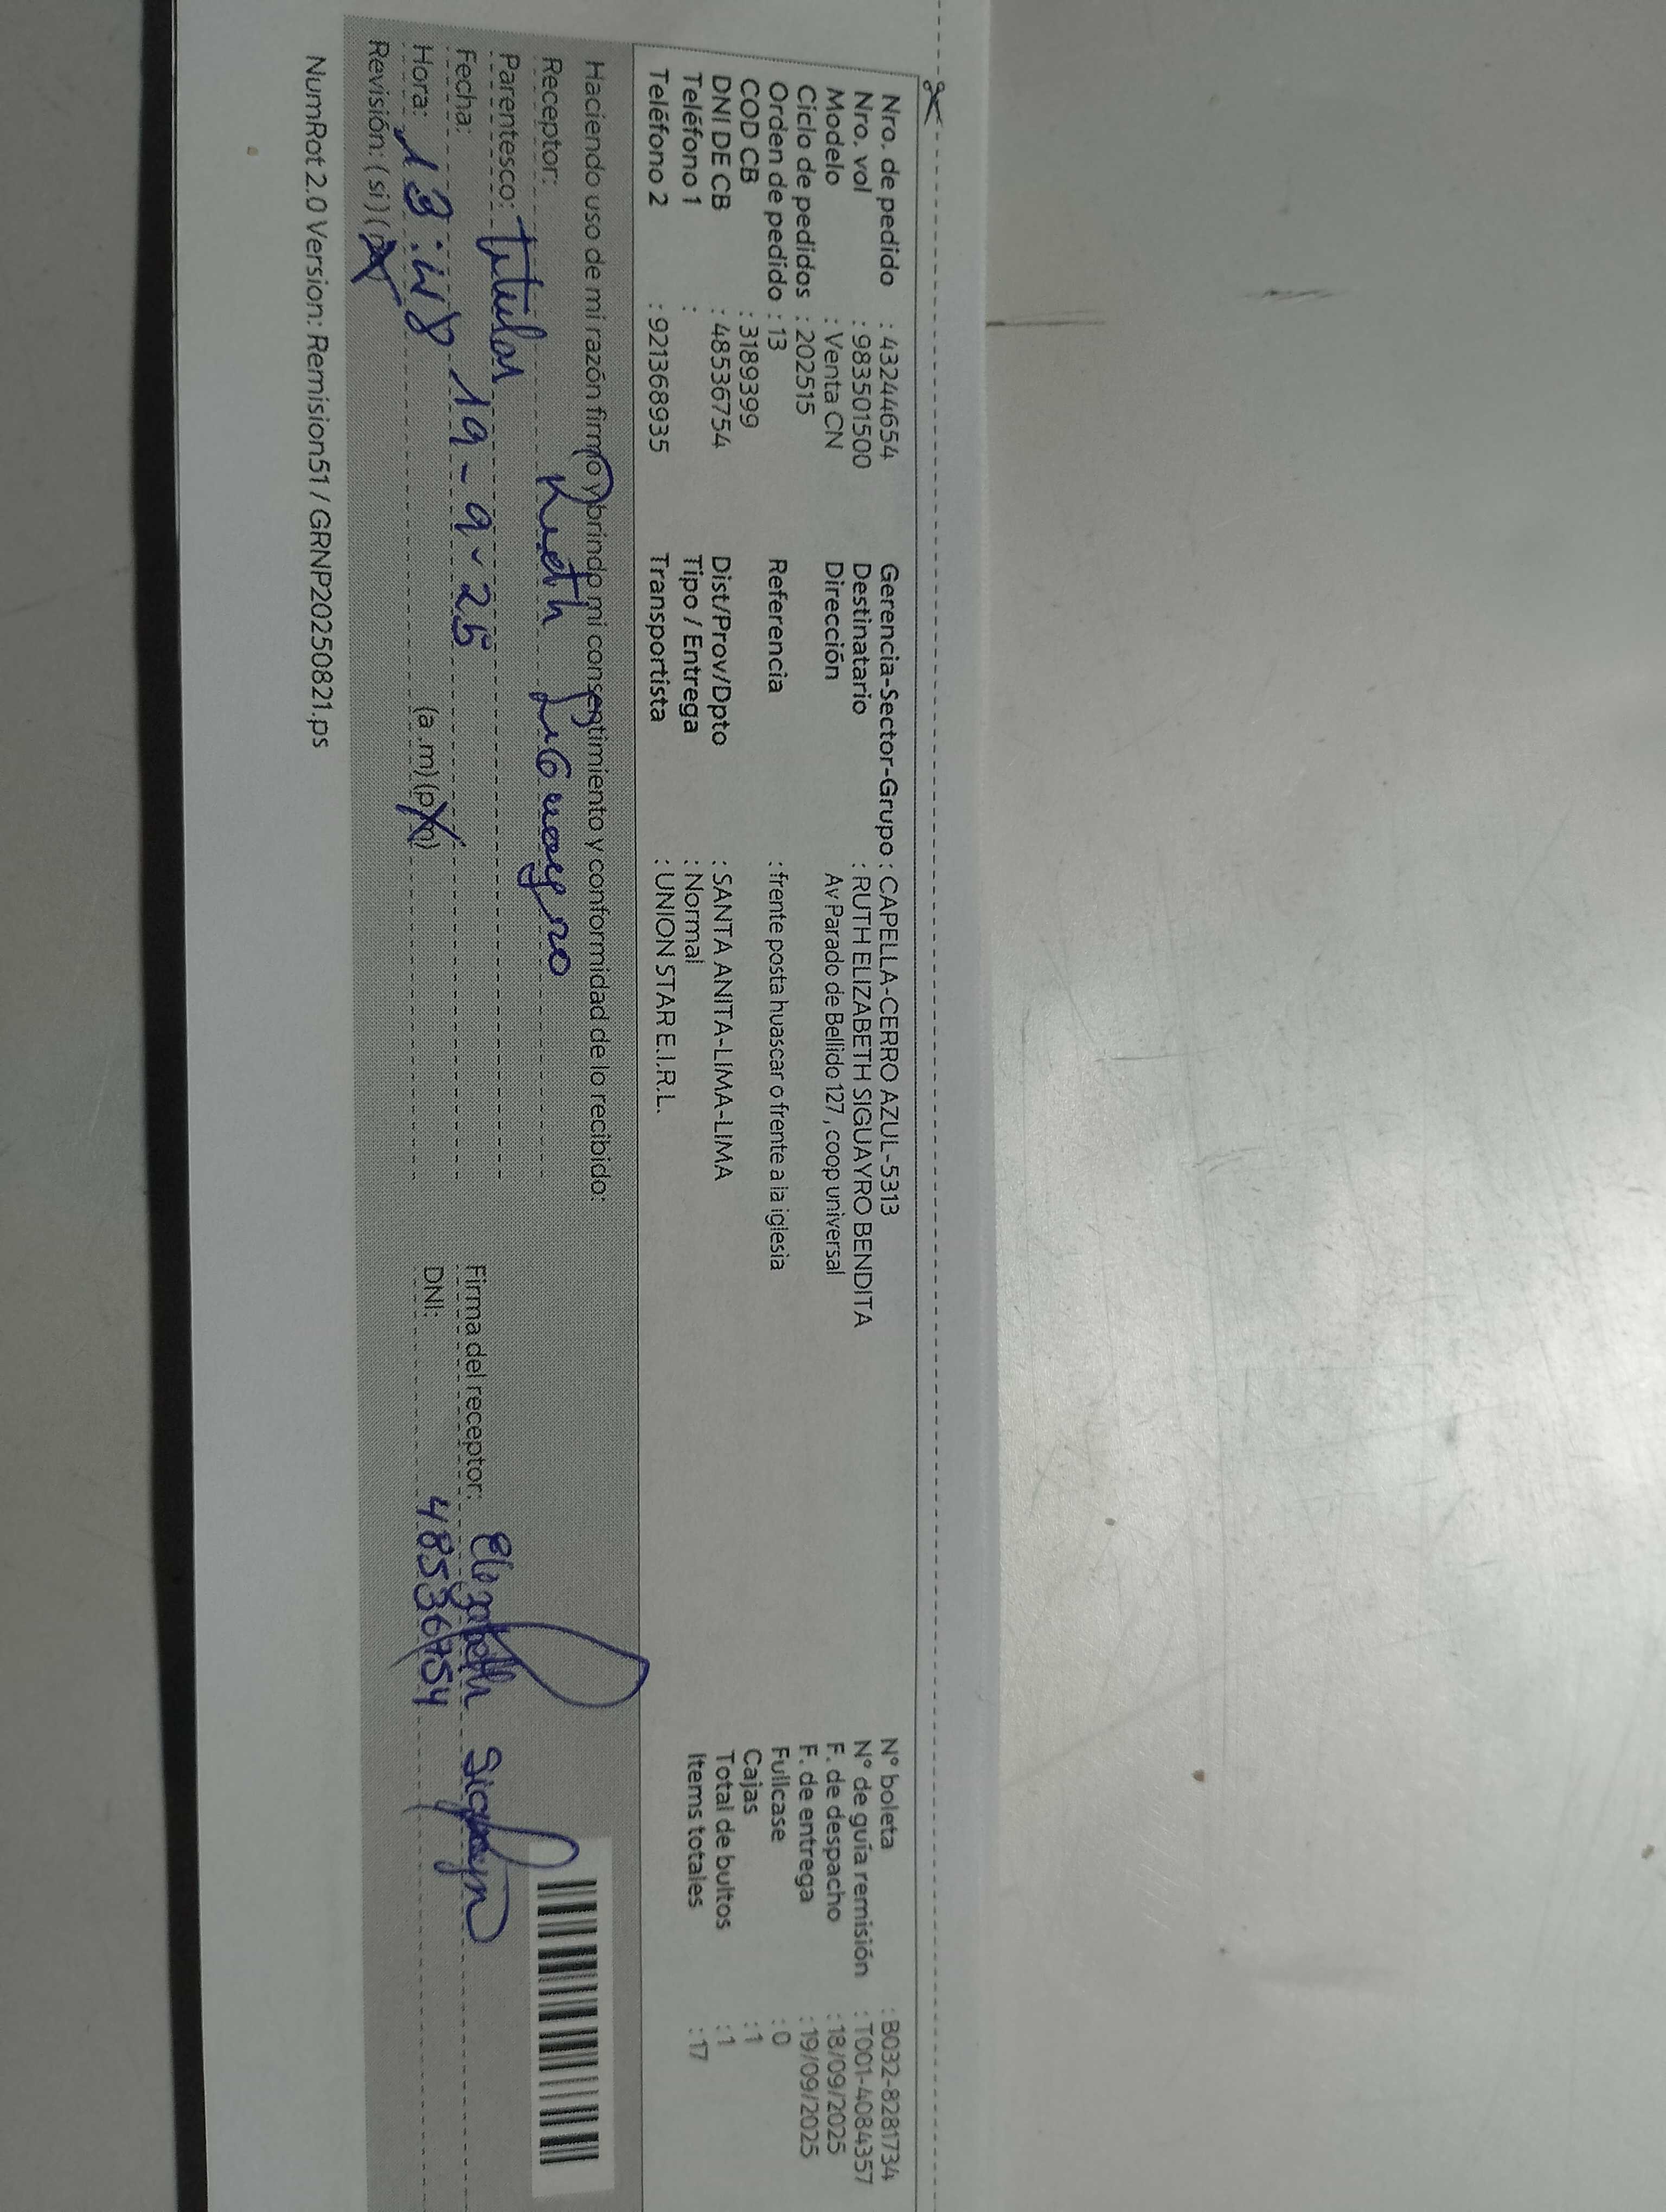 Nro. de pedido : 43244654 Gerencia-Sector-Grupo : CAPELLA-CERRO AZUL-5313 N° boleta : B032-8281734
Nro. vol : 983501500 Destinatario : RUTH ELIZABETH SIGUAYRO BENDITA N° de guía remisión : T001-4084357
Modelo : Venta CN Dirección Av Parado de Bellido 127 , coop universal F. de despacho : 18/09/2025
Ciclo de pedidos : 202515 F. de entrega : 19/09/2025
Orden de pedido : 13 Referencia : frente posta huascar o frente a la iglesia Fullcase : 0
COD CB : 3189399 Cajas : 1
DNI DE CB : 48536754 Dist/Prov/Dpto : SANTA ANITA-LIMA-LIMA Total de bultos : 1
Teléfono 1 : Tipo / Entrega : Normal Items totales : 17
Teléfono 2 : 921368935 Transportista : UNION STAR E.I.R.L.
Haciendo uso de mi razón firmo y brindo mi consentimiento y conformidad de lo recibido:
Receptor: Ruth Siguayro
Parentesco: titular
Fecha: 19-9-25 Firma del receptor: Elizabeth
Hora: 13:48 (a.m) (p.m) DNI: 48536754
Revisión: ( si ) ( no )
NumRot 2.0 Version: Remision51 / GRNP20250821.ps